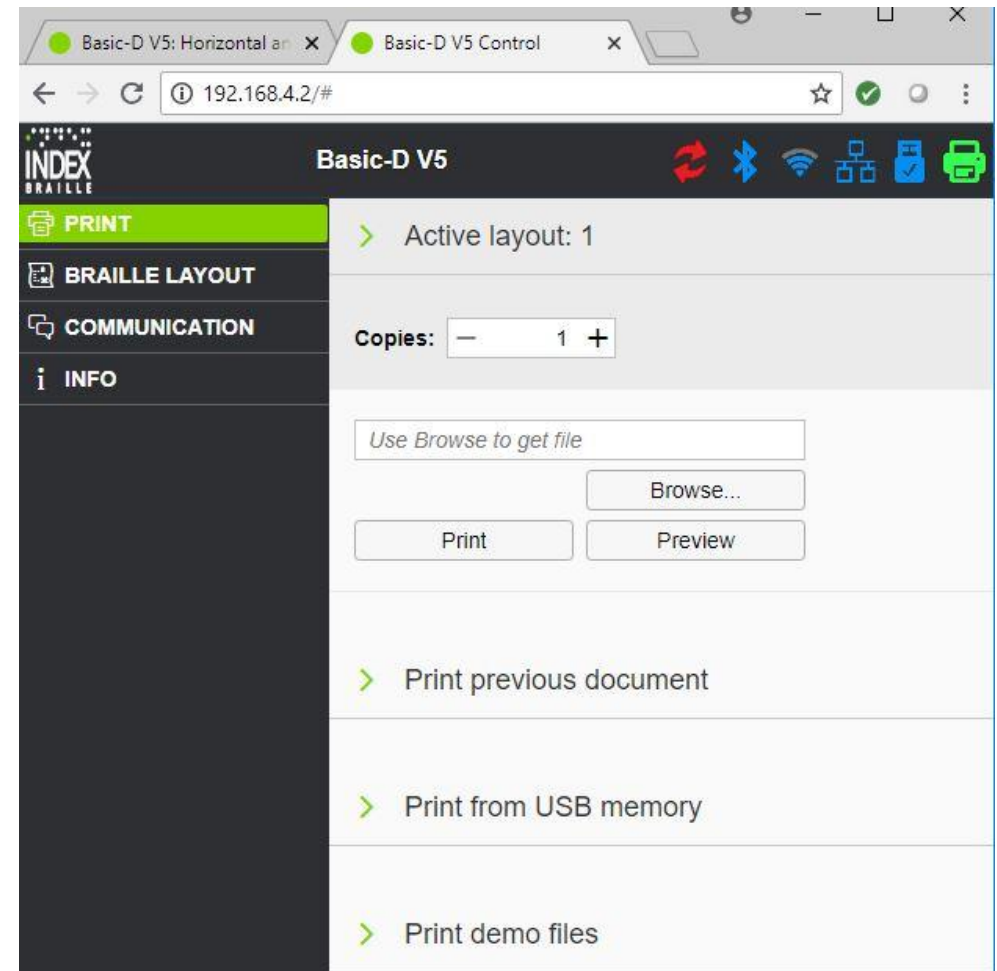 Basic-D V5: Horizontal an
Basic-D V5 Control
192.168.4.2/#
INDEX
BRAILLE
Basic-D V5
PRINT
BRAILLE LAYOUT
COMMUNICATION
INFO
Active layout: 1
Copies: — 1 +
Use Browse to get file
Browse...
Print Preview
Print previous document
Print from USB memory
Print demo files